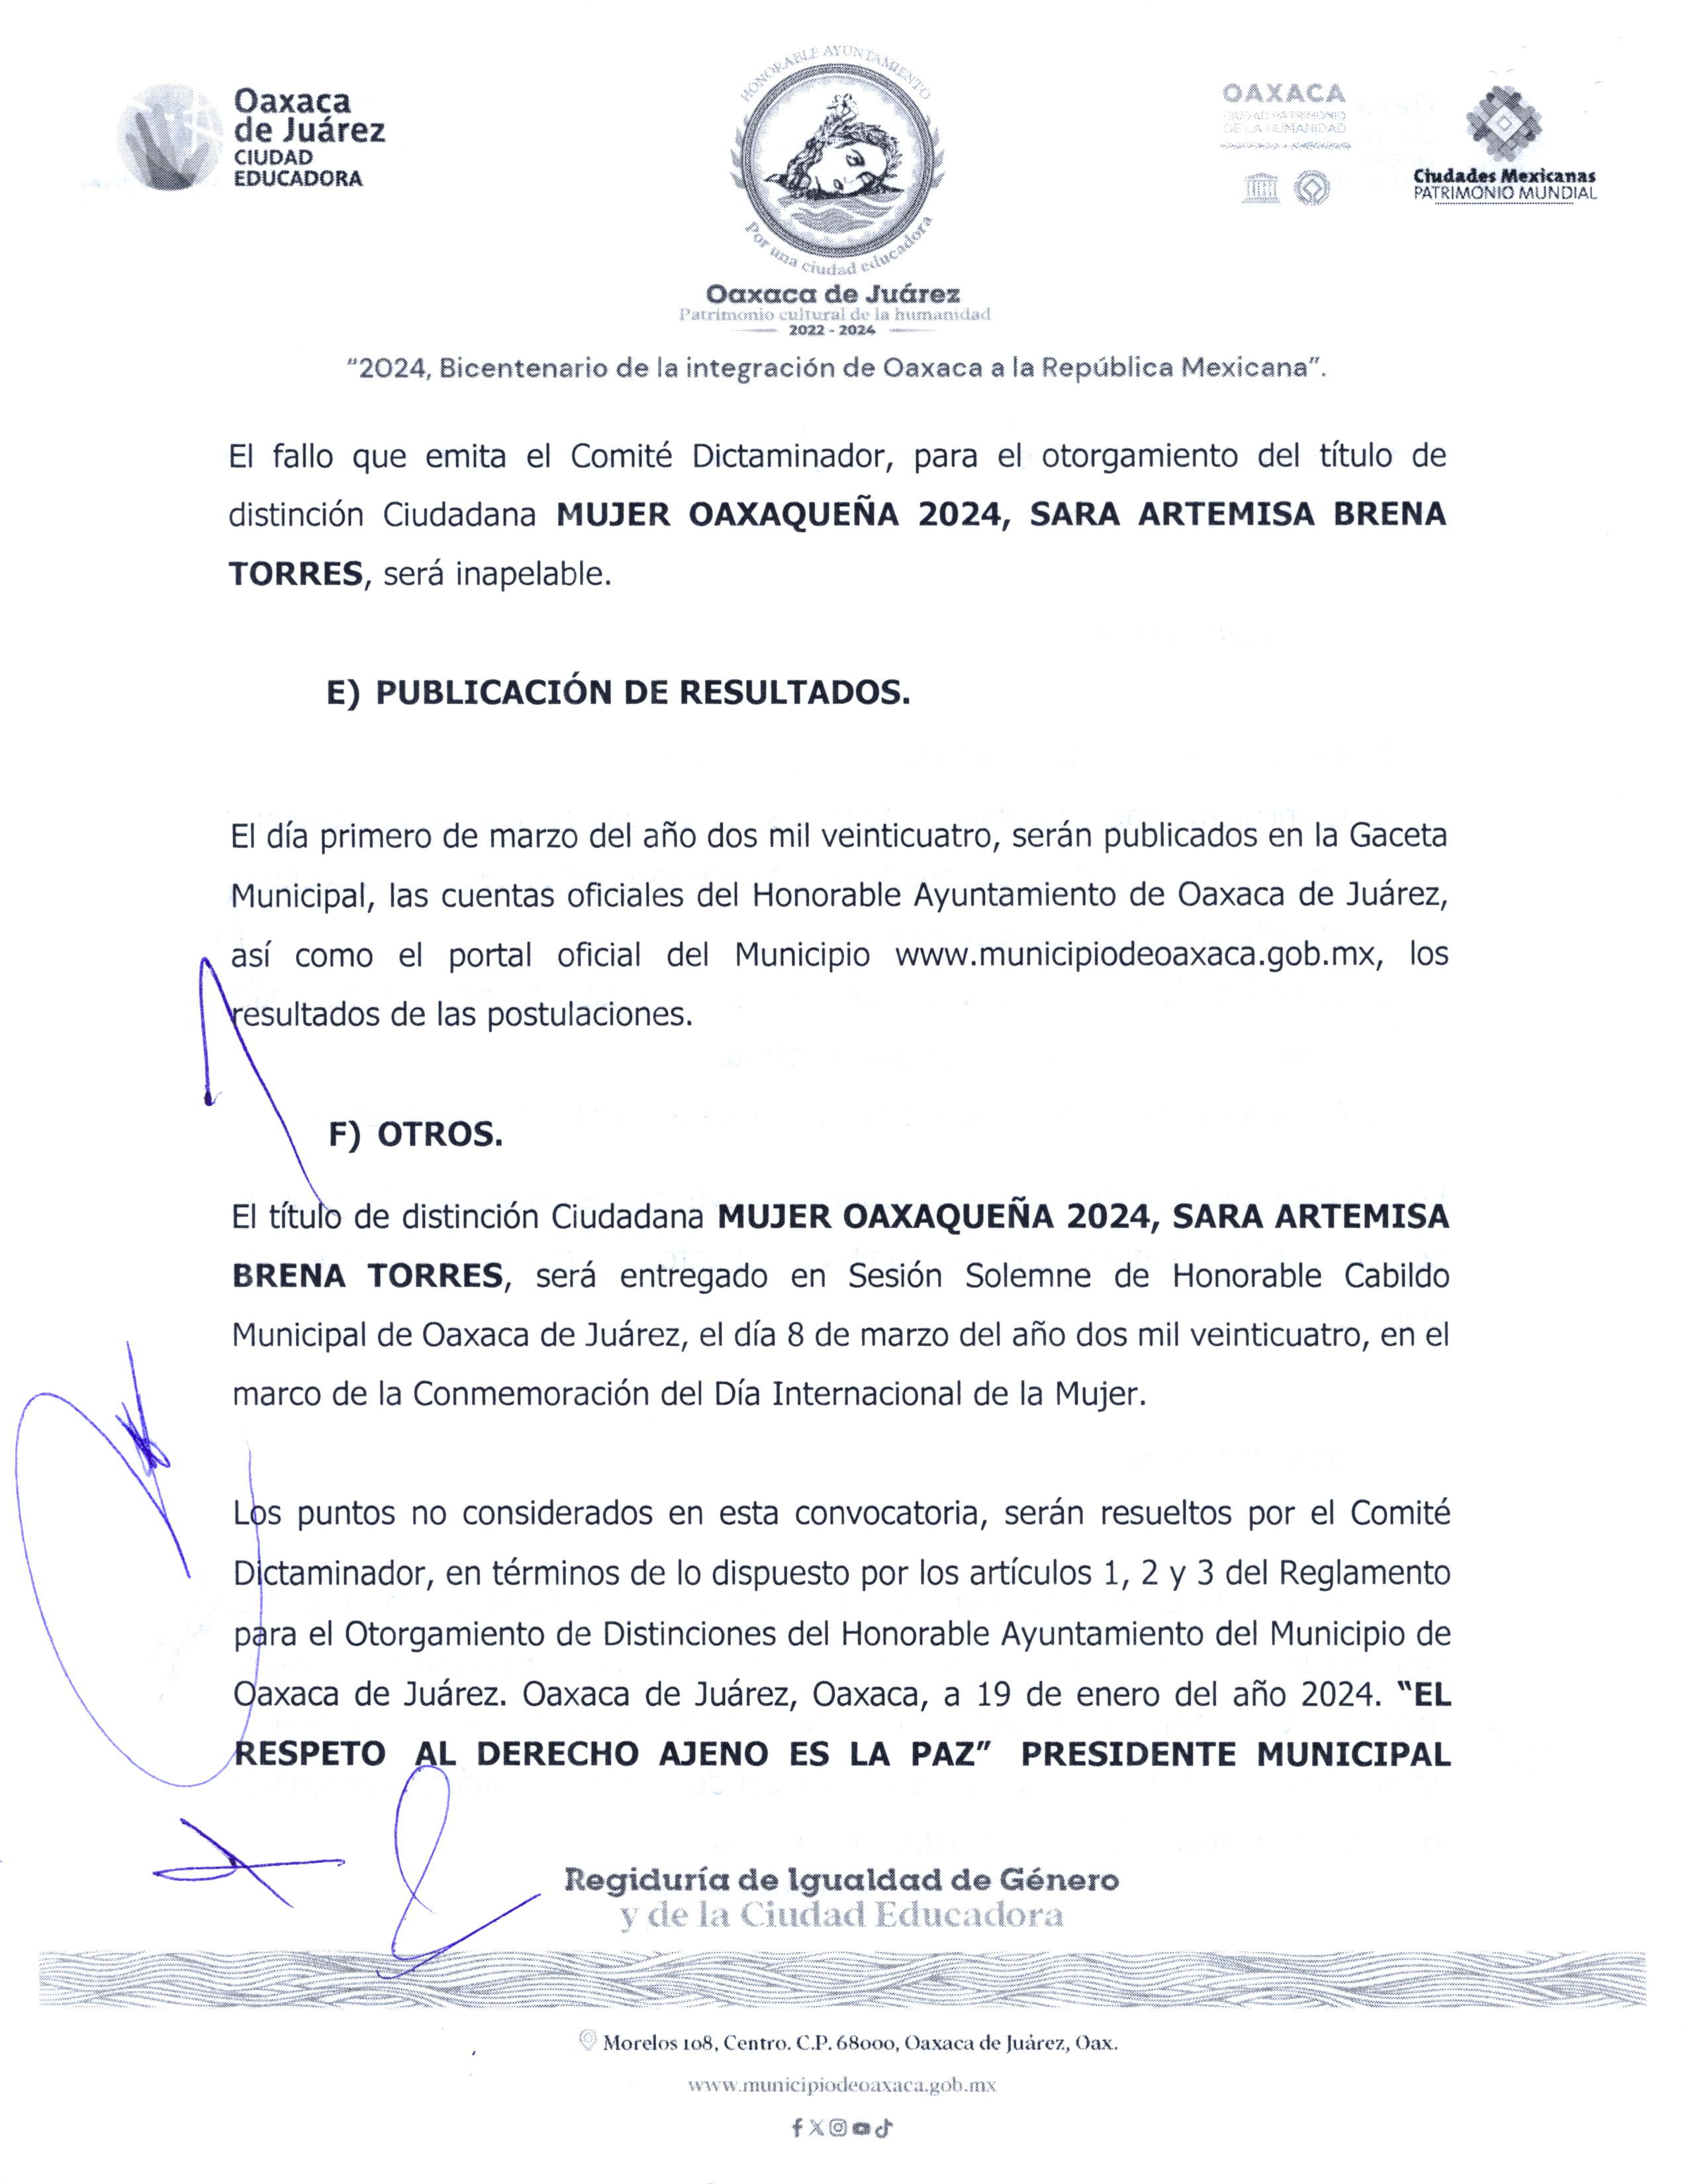 Oaxaca
de Juárez
CIUDAD
EDUCADORA
HONORABLE AYUNTAMIENTO
Por una ciudad educadora
Oaxaca de Juárez
Patrimonio cultural de la humanidad
2022 - 2024
OAXACA
CIUDAD PATRIMONIO
DE LA HUMANIDAD
Ciudades Mexicanas
PATRIMONIO MUNDIAL
“2024, Bicentenario de la integración de Oaxaca a la República Mexicana”.
El fallo que emita el Comité Dictaminador, para el otorgamiento del título de
distinción Ciudadana MUJER OAXAQUEÑA 2024, SARA ARTEMISA BRENA
TORRES, será inapelable.
E) PUBLICACIÓN DE RESULTADOS.
El día primero de marzo del año dos mil veinticuatro, serán publicados en la Gaceta
Municipal, las cuentas oficiales del Honorable Ayuntamiento de Oaxaca de Juárez,
así como el portal oficial del Municipio www.municipiodeoaxaca.gob.mx, los
resultados de las postulaciones.
F) OTROS.
El título de distinción Ciudadana MUJER OAXAQUEÑA 2024, SARA ARTEMISA
BRENA TORRES, será entregado en Sesión Solemne de Honorable Cabildo
Municipal de Oaxaca de Juárez, el día 8 de marzo del año dos mil veinticuatro, en el
marco de la Conmemoración del Día Internacional de la Mujer.
Los puntos no considerados en esta convocatoria, serán resueltos por el Comité
Dictaminador, en términos de lo dispuesto por los artículos 1, 2 y 3 del Reglamento
para el Otorgamiento de Distinciones del Honorable Ayuntamiento del Municipio de
Oaxaca de Juárez. Oaxaca de Juárez, Oaxaca, a 19 de enero del año 2024. “EL
RESPETO AL DERECHO AJENO ES LA PAZ” PRESIDENTE MUNICIPAL
Regiduría de Igualdad de Género
y de la Ciudad Educadora
Morelos 108, Centro. C.P. 68000, Oaxaca de Juárez, Oax.
www.municipiodeoaxaca.gob.mx